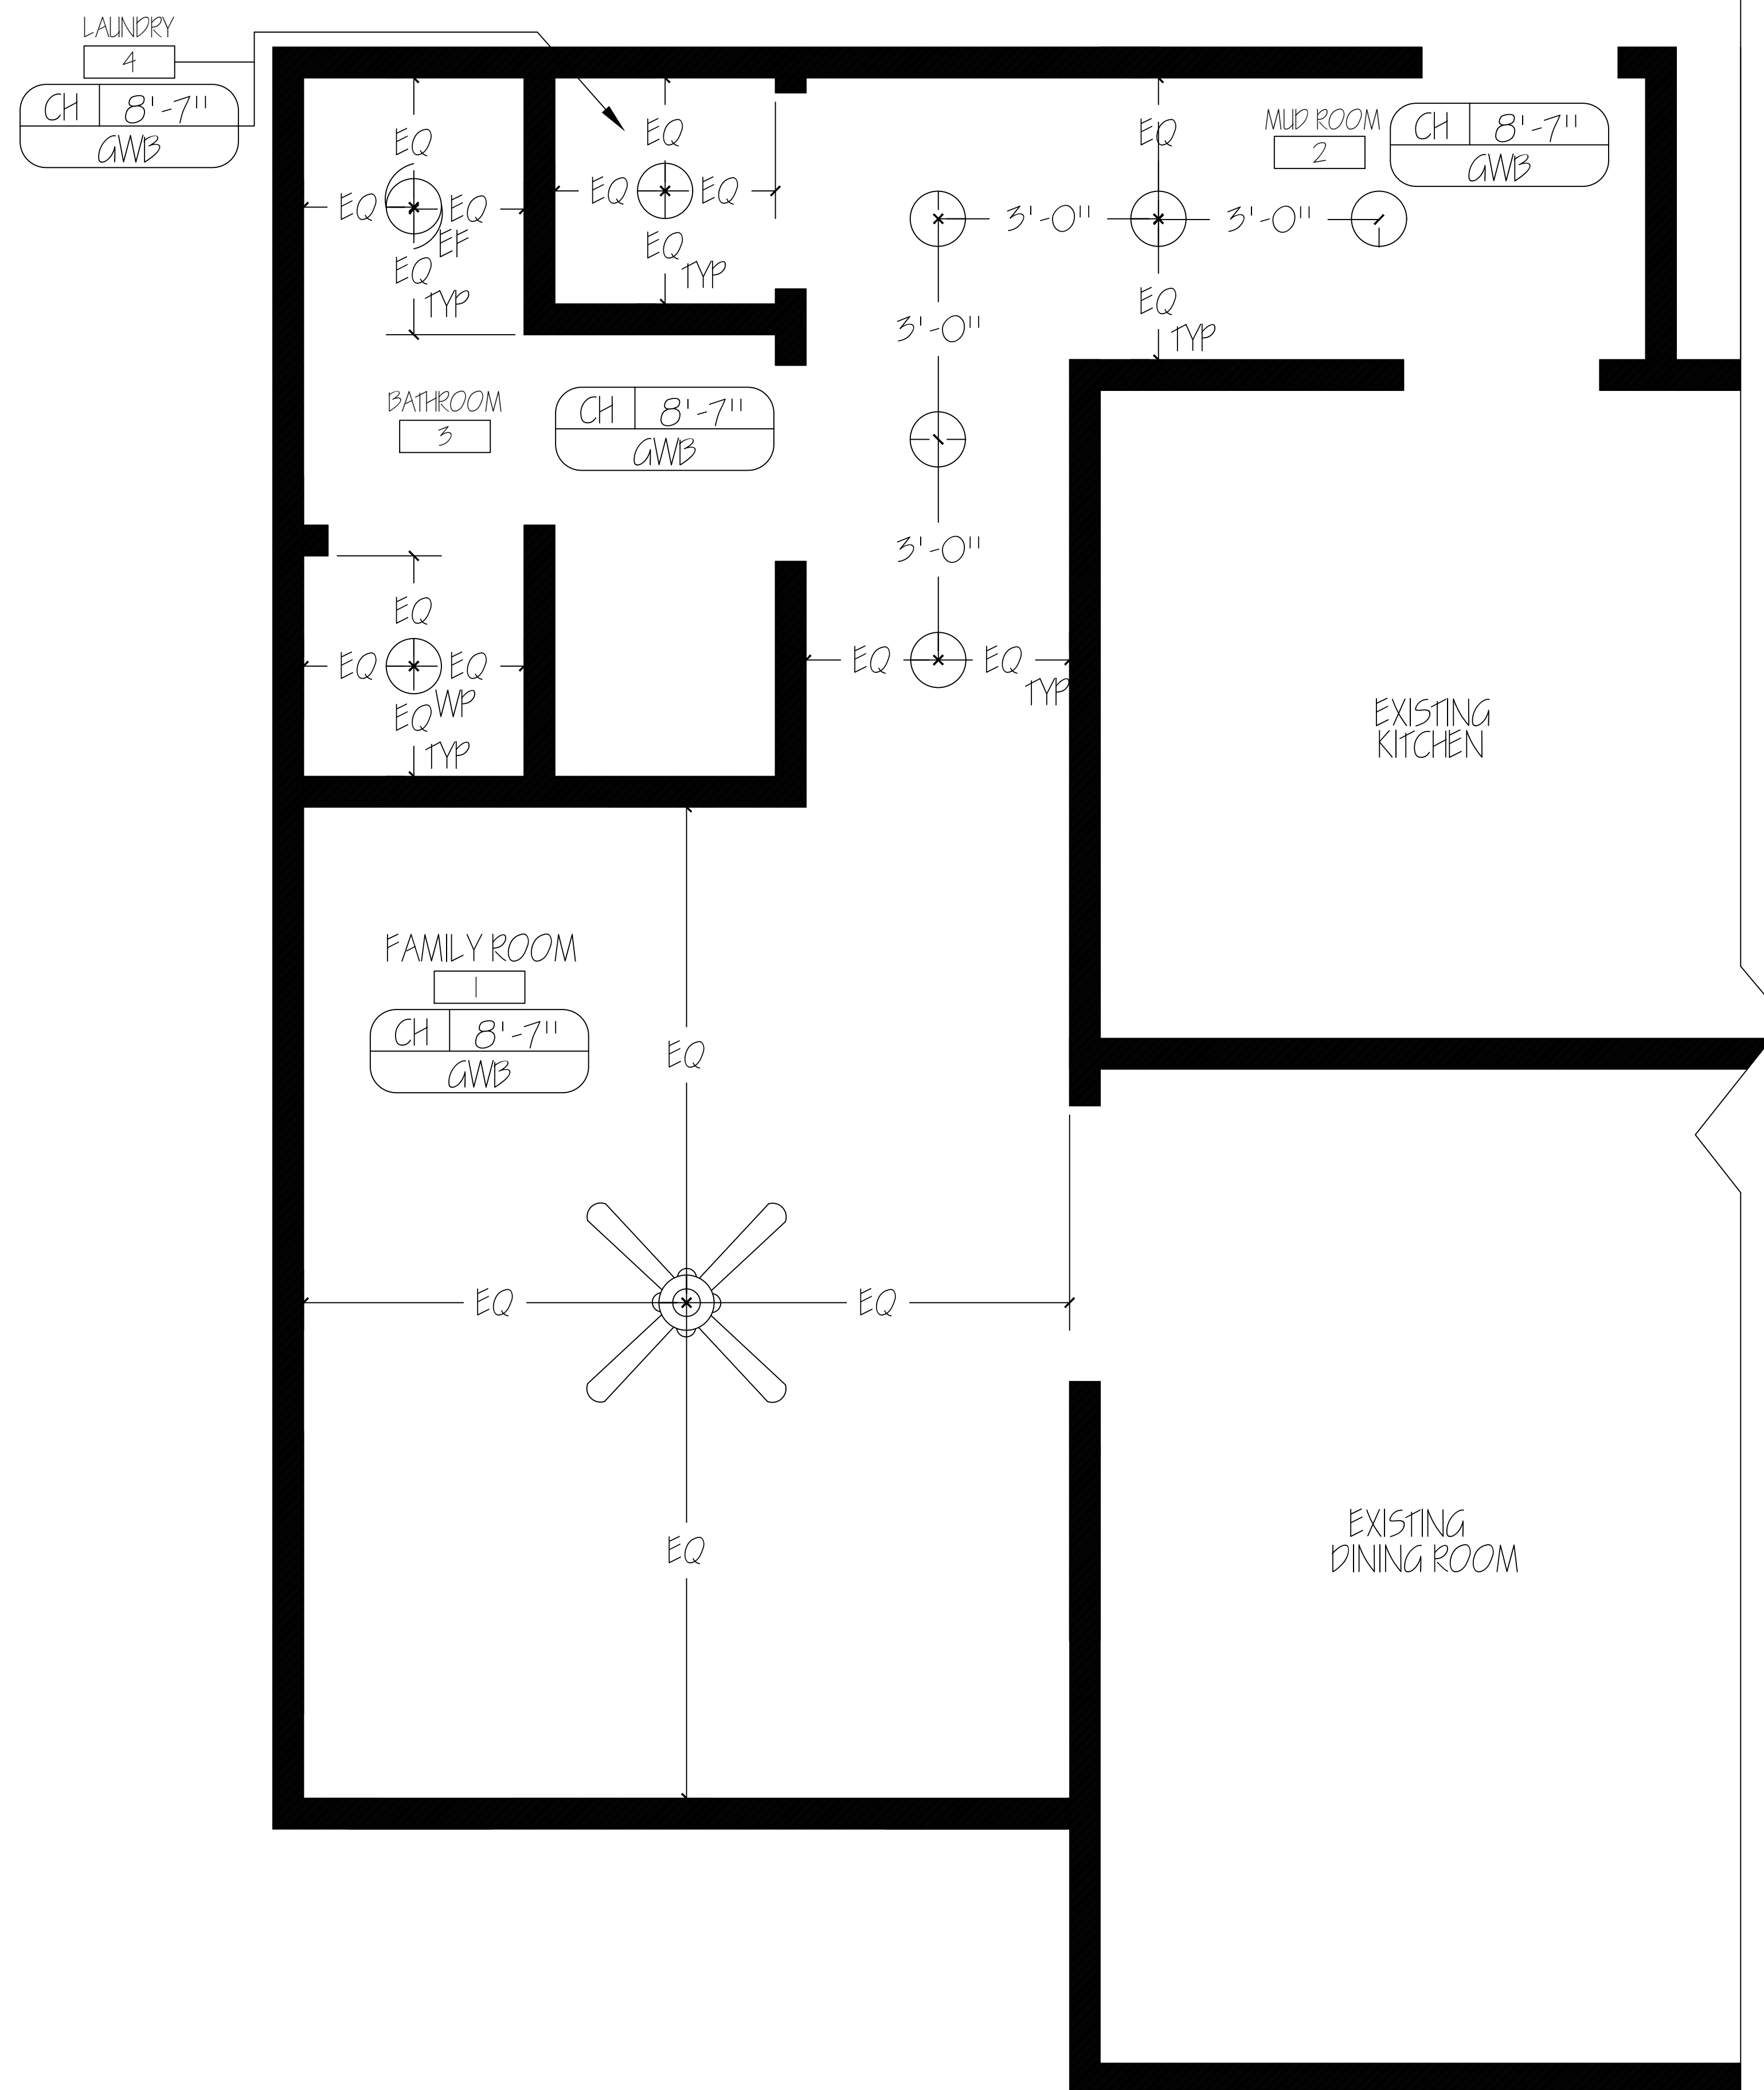 LAUNDRY
4
CH 8'-7"
GWB
EQ
EQ EQ
EF
EQ
TYP
EQ
EQ EQ
EQ
TYP
EQ
3'-0" 3'-0"
EQ
TYP
MUD ROOM
2
CH 8'-7"
GWB
3'-0"
BATHROOM
3
CH 8'-7"
GWB
3'-0"
EQ
EQ EQ
WP
EQ
TYP
EQ EQ
TYP
EXISTING
KITCHEN
FAMILY ROOM
1
CH 8'-7"
GWB
EQ
EQ EQ
EQ
EXISTING
DINING ROOM